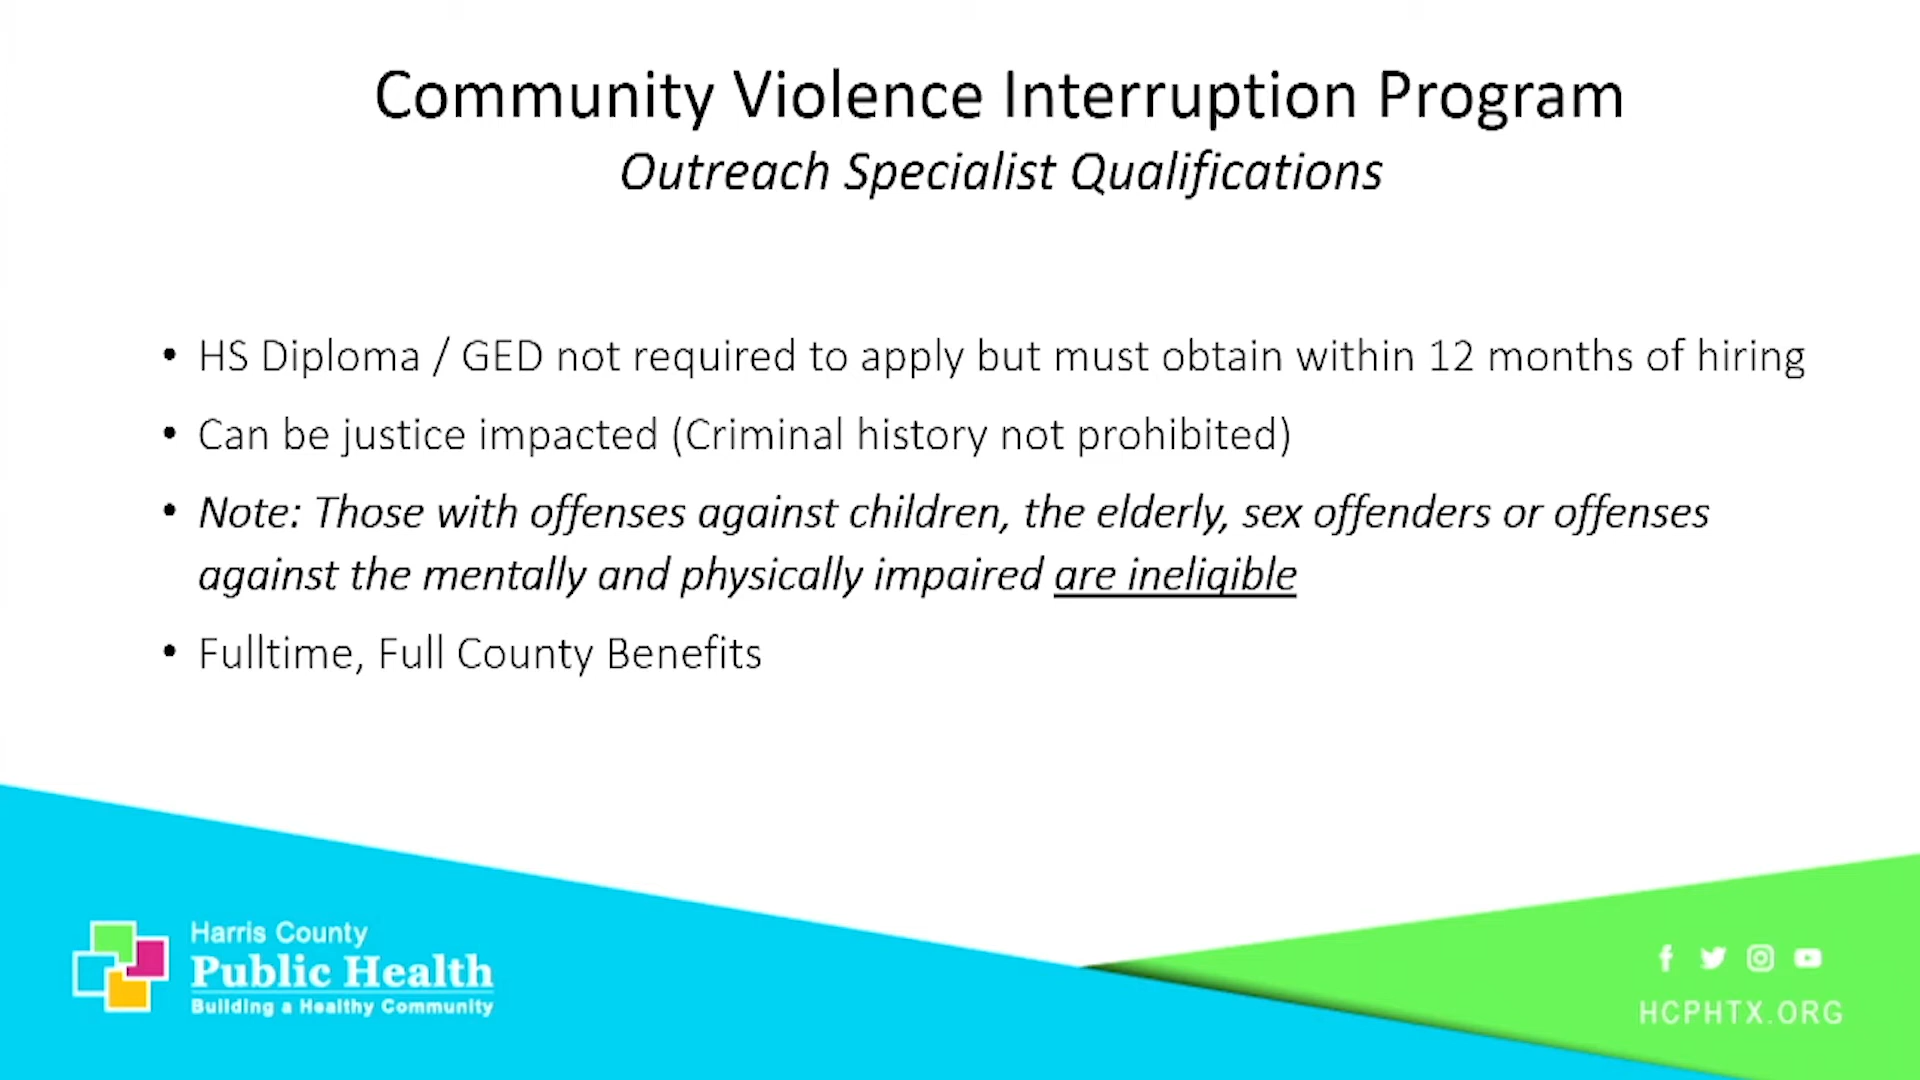 Community Violence Interruption Program
Outreach Specialist Qualifications
• HS Diploma / GED not required to apply but must obtain within 12 months of hiring
• Can be justice impacted (Criminal history not prohibited)
• Note: Those with offenses against children, the elderly, sex offenders or offenses
against the mentally and physically impaired are ineligible
• Fulltime, Full County Benefits
Harris County
Public Health
Building a Healthy Community
HCPHTX.ORG